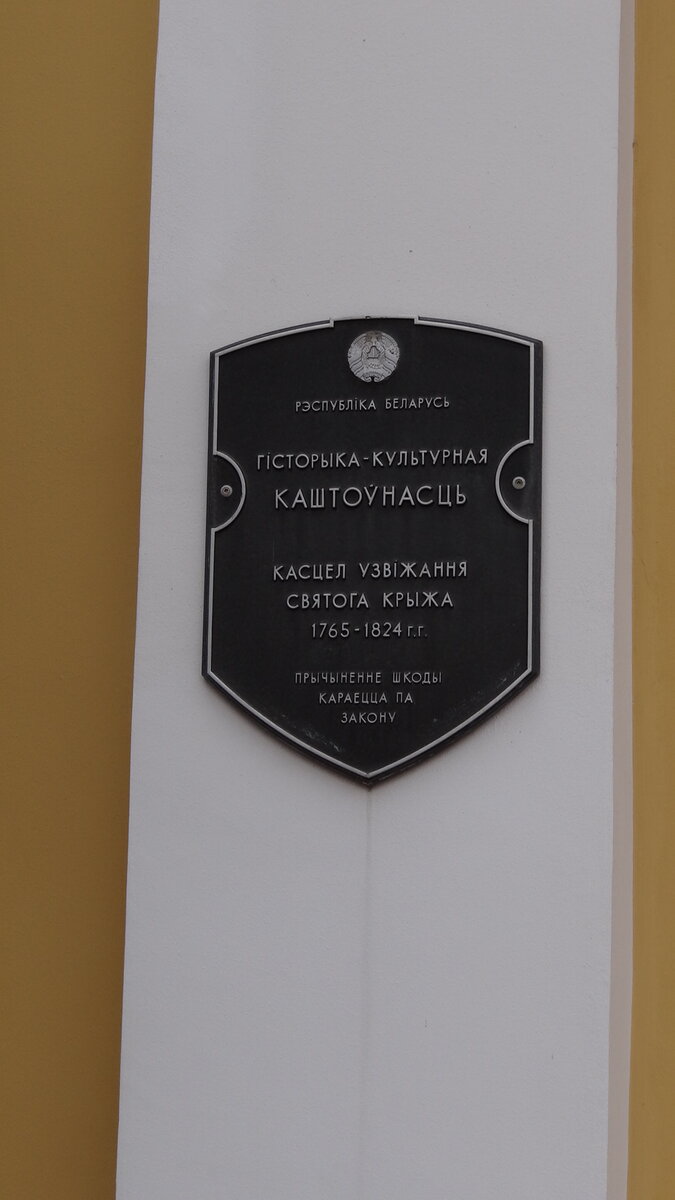 РЭСПУБЛІКА БЕЛАРУСЬ
ГІСТОРЫКА-КУЛЬТУРНАЯ
КАШТОЎНАСЦЬ
КАСЦЕЛ УЗВІЖАННЯ
СВЯТОГА КРЫЖА
1765-1824 г.г.
ПРЫЧЫНЕННЕ ШКОДЫ
КАРАЕЦЦА ПА
ЗАКОНУ